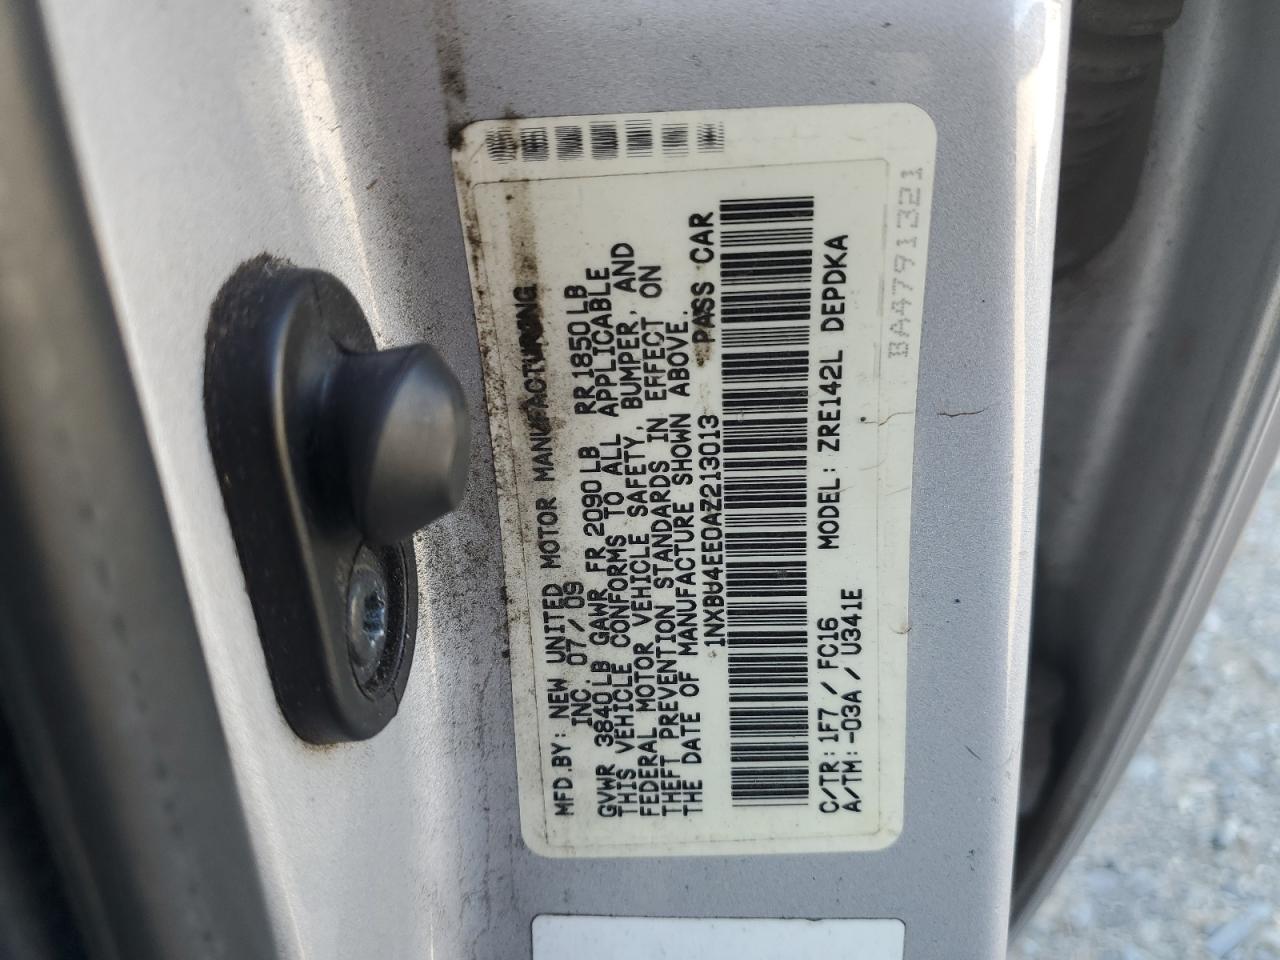 MFD.BY: NEW UNITED MOTOR MANUFACTURING
INC 07/09
GVWR 3840LB GAWR FR 2090LB RR 1850LB
THIS VEHICLE CONFORMS TO ALL APPLICABLE
FEDERAL MOTOR VEHICLE SAFETY, BUMPER, AND
THEFT PREVENTION STANDARDS IN EFFECT ON
THE DATE OF MANUFACTURE SHOWN ABOVE.
1NXBU4EE0AZ213013 PASS CAR
C/TR: 1F7 / FC16 MODEL: ZRE142L DEPDKA
A/TM: -03A / U341E
BA4791321